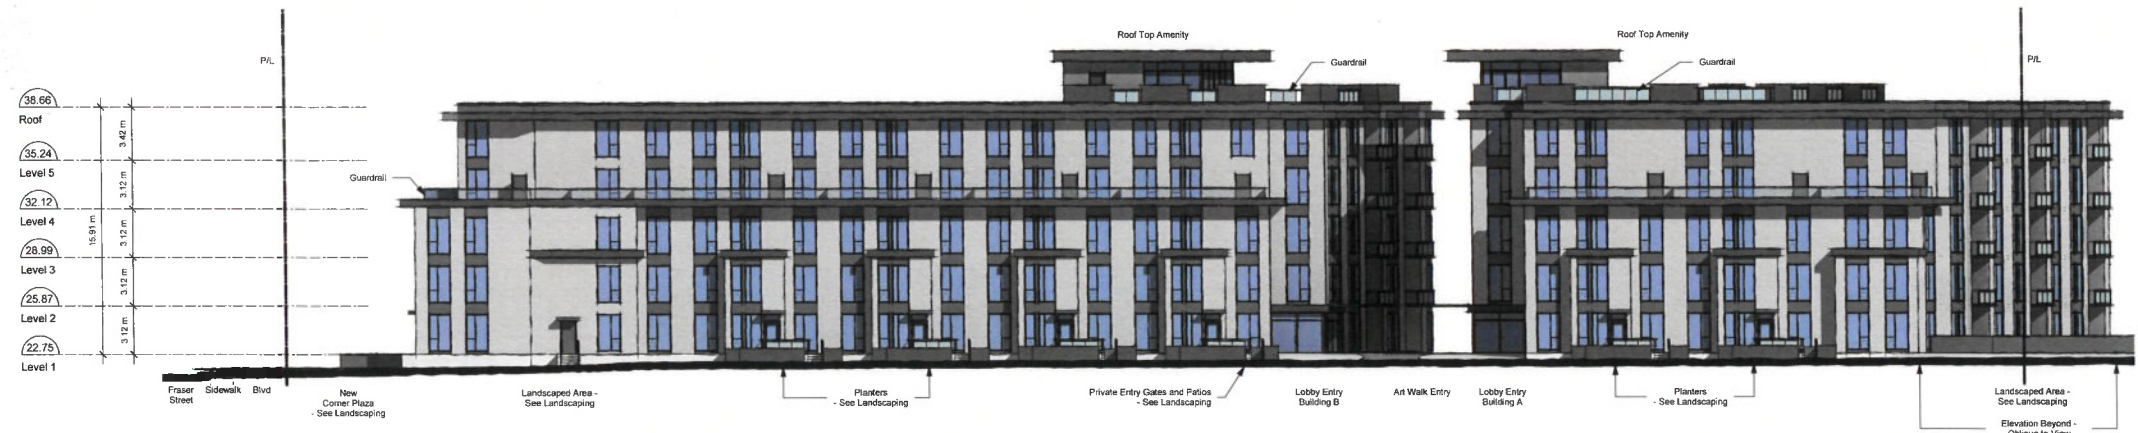 Roof Top Amenity
Roof Top Amenity
P/L
Guardrail
Guardrail
P/L
38.66
Roof
3.42 m
35.24
Level 5
Guardrail
3.12 m
32.12
Level 4
15.91 m
3.12 m
28.99
Level 3
3.12 m
25.87
Level 2
3.12 m
22.75
Level 1
Fraser
Street
Sidewalk
Blvd
New
Corner Plaza
- See Landscaping
Landscaped Area -
See Landscaping
Planters
- See Landscaping
Private Entry Gates and Patios
- See Landscaping
Lobby Entry
Building B
Art Walk Entry
Lobby Entry
Building A
Planters
- See Landscaping
Landscaped Area -
See Landscaping
Elevation Beyond -
Oblique to View